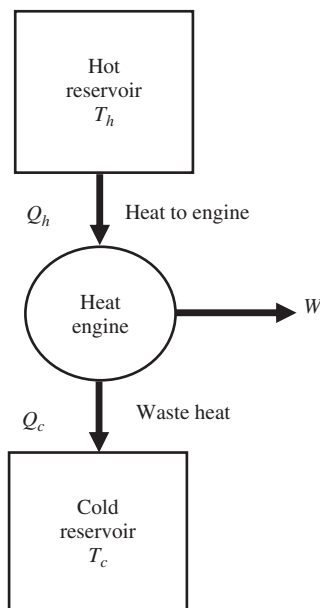 Hot
reservoir
T_h
Q_h Heat to engine
Heat
engine
W
Q_c Waste heat
Cold
reservoir
T_c